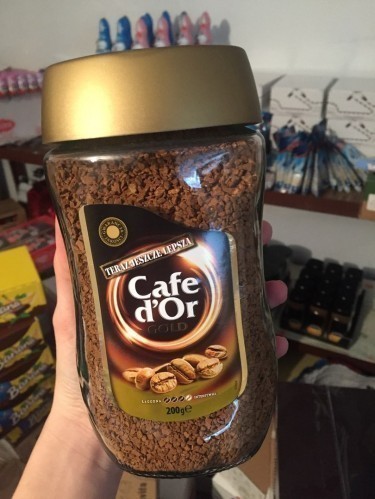 TERAZ JESZCZE LEPSZA
Cafe
d'Or
GOLD
200g℮